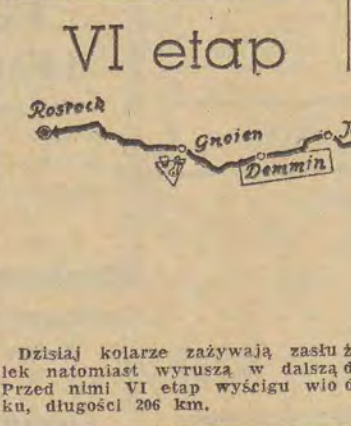 VI etap
Rostock
Gnoien
Demmin
Dzisiaj kolarze zażywają zasłu ż
lek natomiast wyruszą w dalszą d
Przed nimi VI etap wyścigu wio d
ku, długości 206 km.